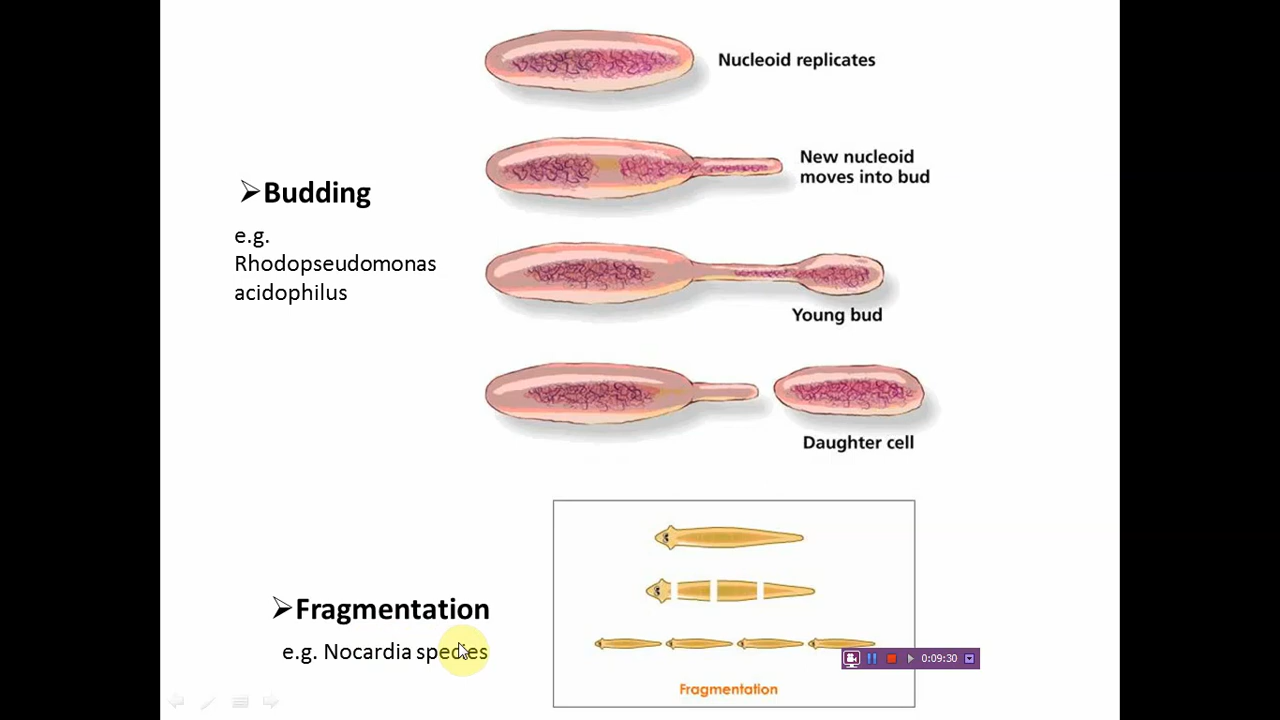 Nucleoid replicates
New nucleoid
moves into bud
➢Budding
e.g.
Rhodopseudomonas
acidophilus
Young bud
Daughter cell
➢Fragmentation
e.g. Nocardia species
0:09:30
Fragmentation